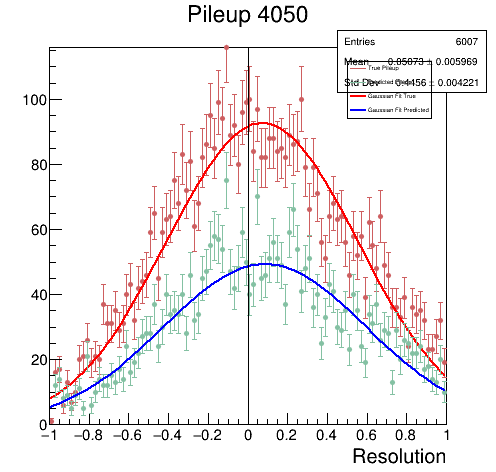 Pileup 4050
Entries 6007
Mean 0.05073 ± 0.005969
Std Dev 0.4456 ± 0.004221
True Pileup
Predicted Pileup
Gaussian Fit True
Gaussian Fit Predicted
100
80
60
40
20
0
−1 −0.8 −0.6 −0.4 −0.2 0 0.2 0.4 0.6 0.8 1
Resolution